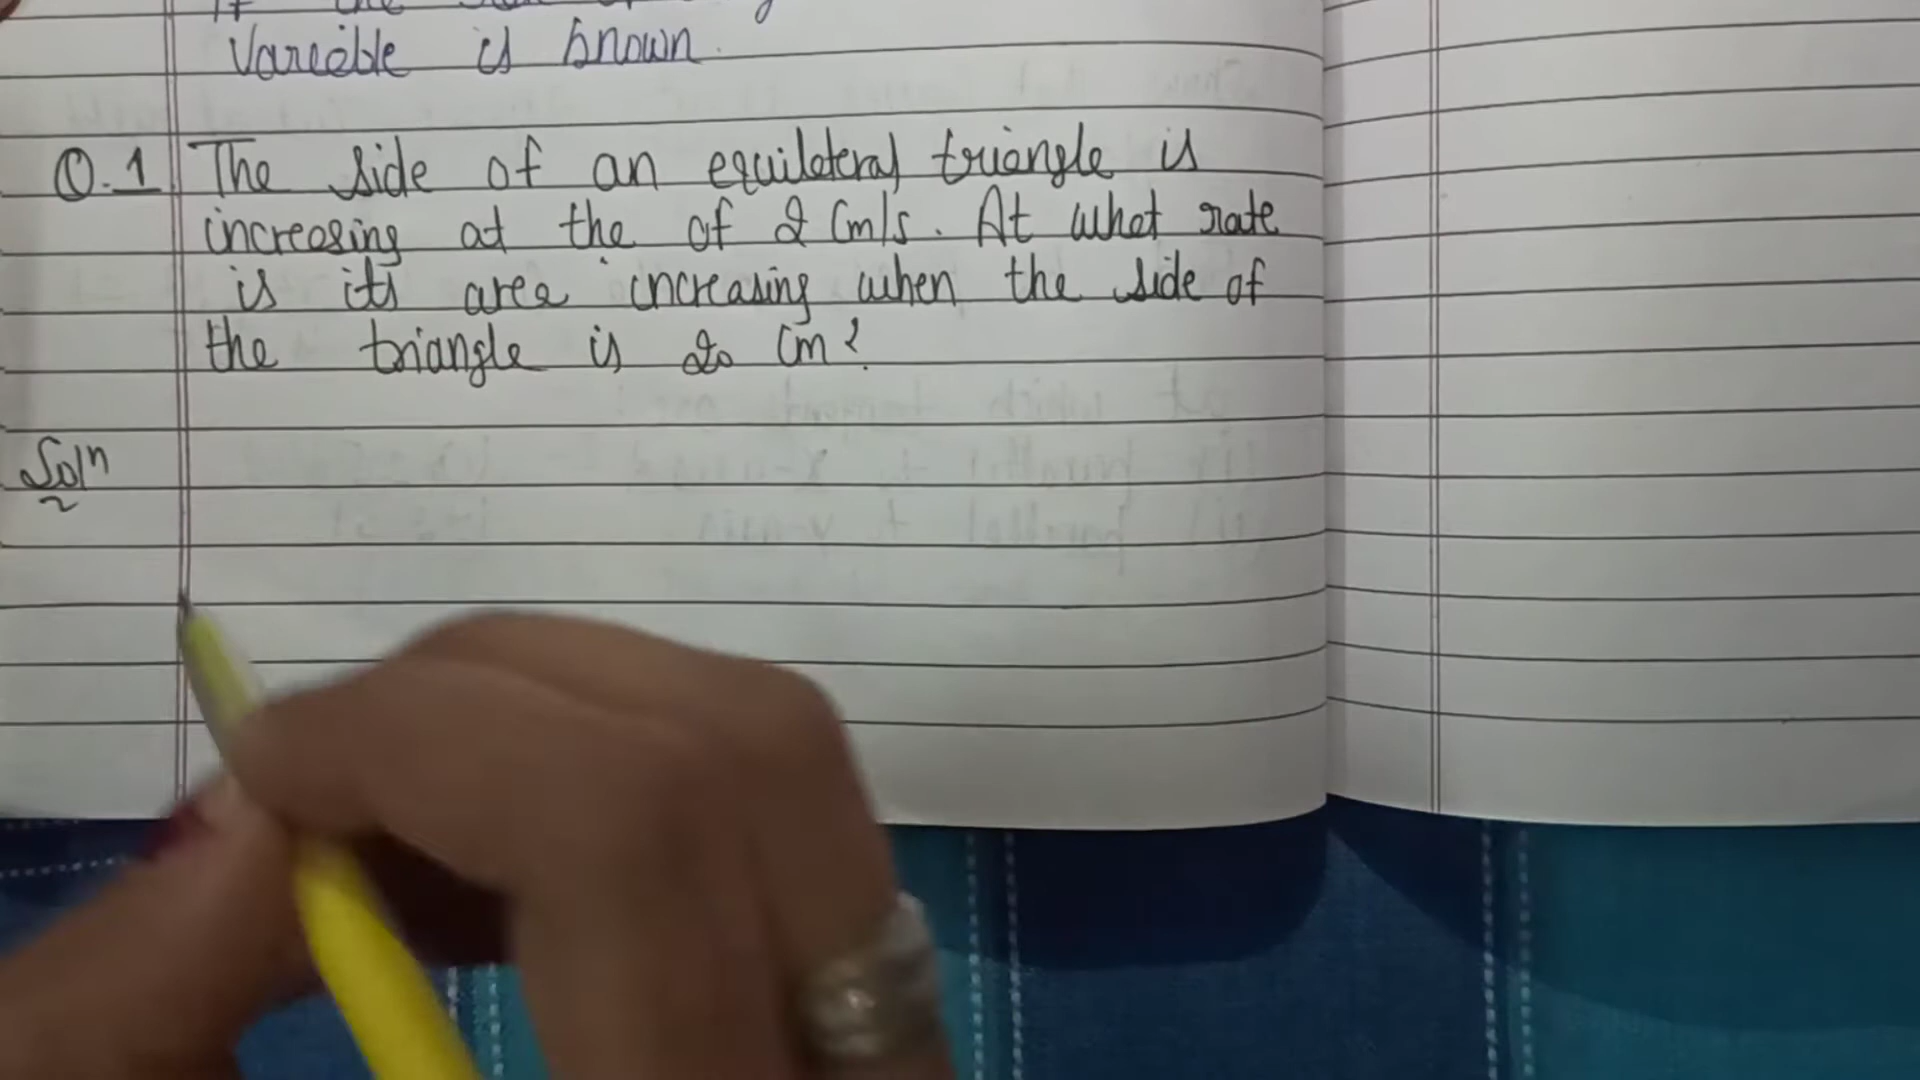 Variable is known.
Q.1 The side of an equilateral triangle is
increasing at the of 2 cm/s. At what rate
is its area increasing when the side of
the triangle is 20 cm?
Soln